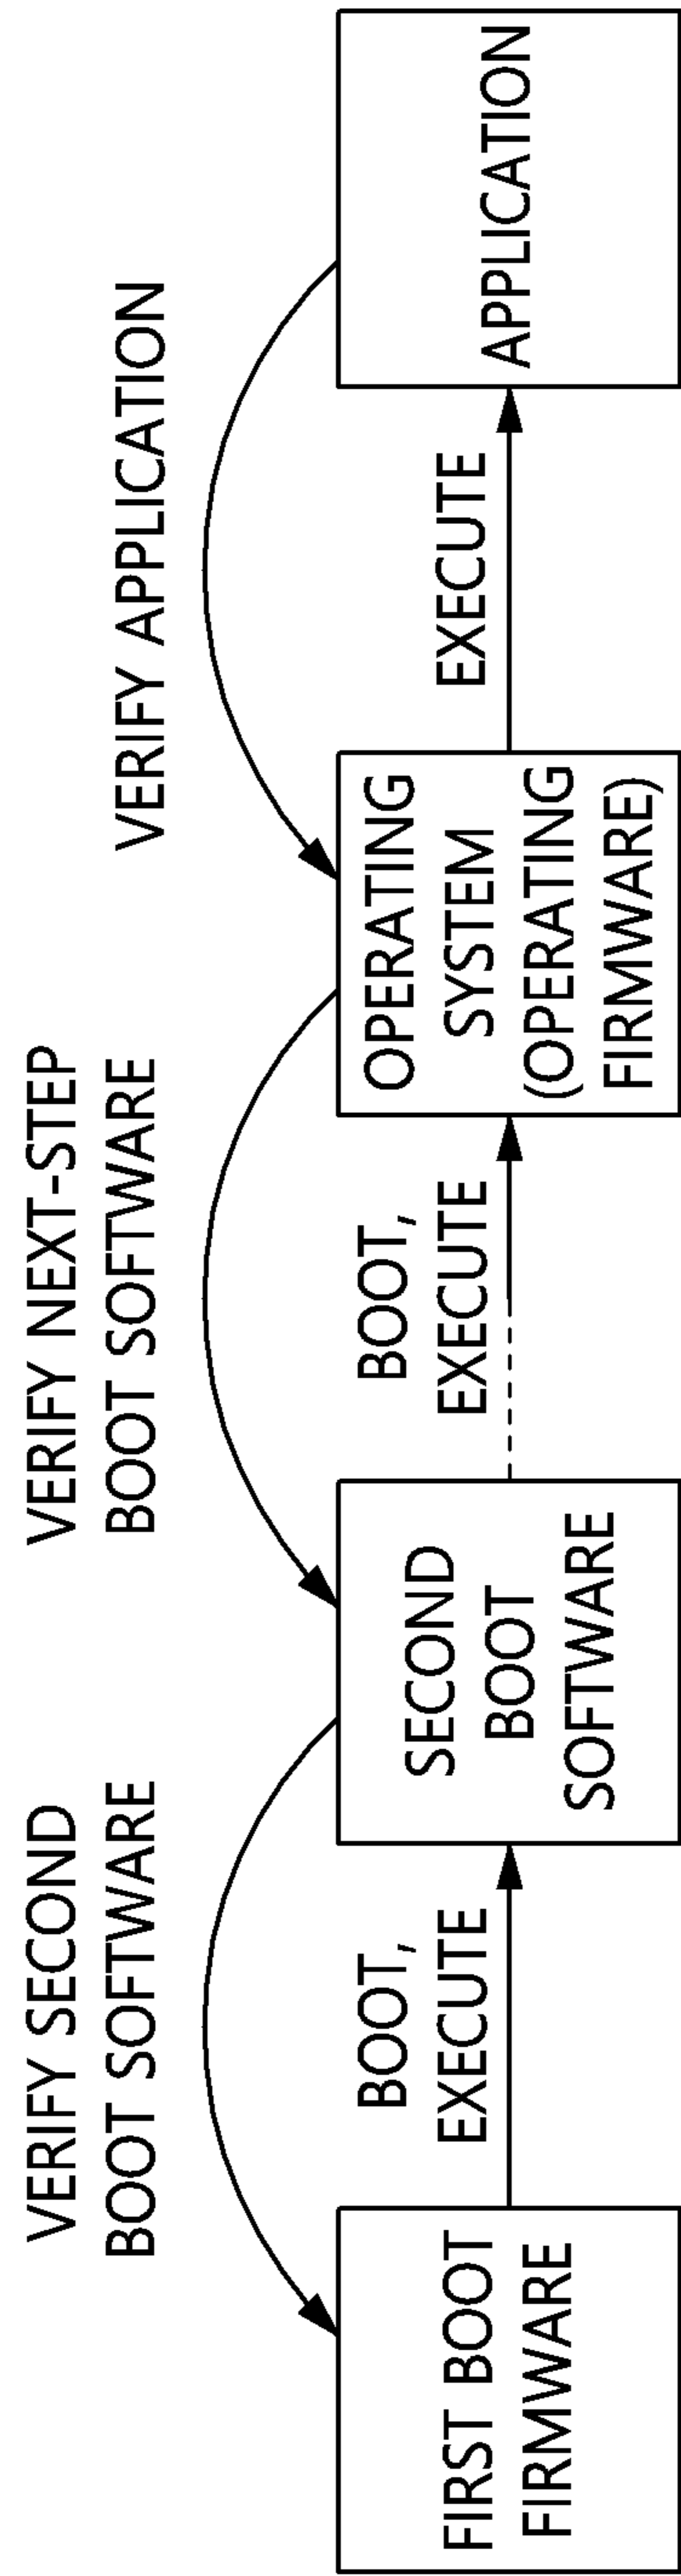 VERIFY SECOND
BOOT SOFTWARE
VERIFY NEXT-STEP
BOOT SOFTWARE
VERIFY APPLICATION
FIRST BOOT
FIRMWARE
BOOT,
EXECUTE
SECOND
BOOT
SOFTWARE
BOOT,
EXECUTE
OPERATING
SYSTEM
(OPERATING
FIRMWARE)
EXECUTE
APPLICATION